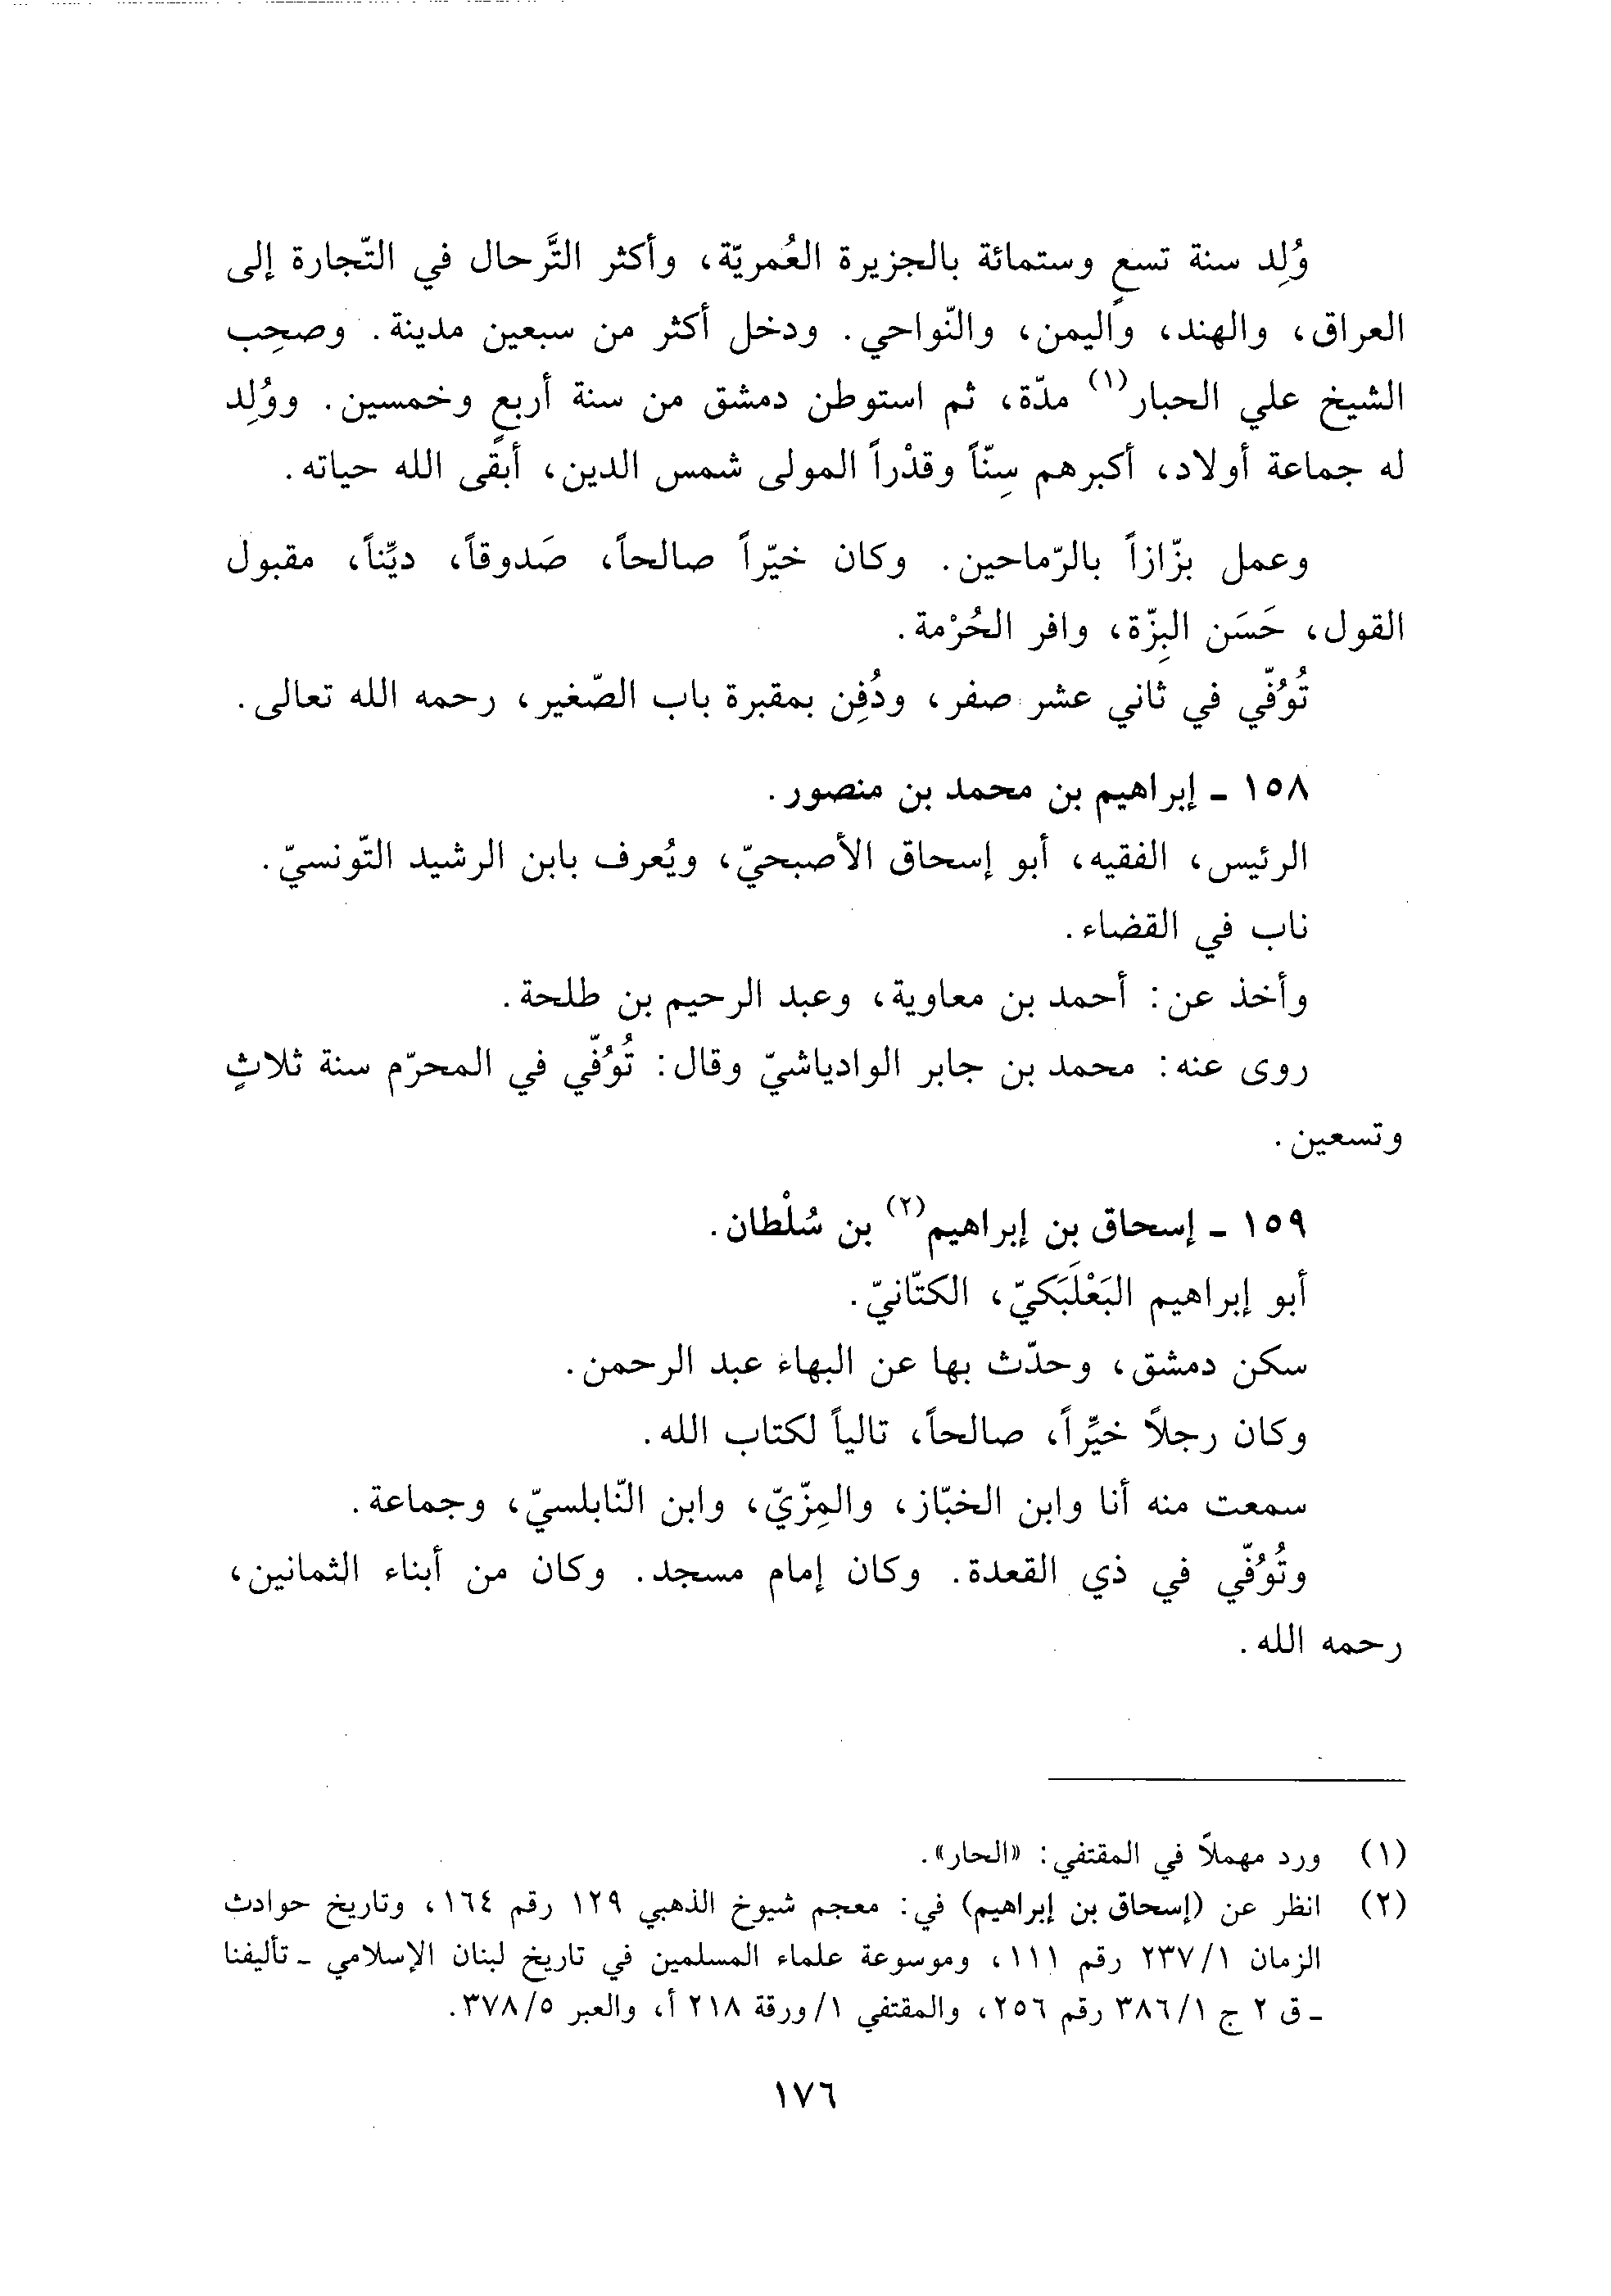 وُلِد سنة تسعٍ وستمائة بالجزيرة العُمريّة، وأكثر التَّرحال في التّجارة إلى
العراق، والهند، واليمن، والنّواحي. ودخل أكثر من سبعين مدينة. وصحِب
الشيخ علي الحبار(١) مدّة، ثم استوطن دمشق من سنة أربعٍ وخمسين. ووُلِد
له جماعة أولاد، أكبرهم سِنّاً وقدْراً المولى شمس الدين، أبقى الله حياته.
وعمل بزّازاً بالرّماحين. وكان خيّراً صالحاً، صَدوقاً، ديِّناً، مقبول
القول، حَسَن البِزّة، وافر الحُرْمة.
تُوُفّي في ثاني عشر صفر، ودُفِن بمقبرة باب الصّغير، رحمه الله تعالى.
١٥٨ ـ إبراهيم بن محمد بن منصور.
الرئيس، الفقيه، أبو إسحاق الأصبحيّ، ويُعرف بابن الرشيد التّونسيّ.
ناب في القضاء.
وأخذ عن: أحمد بن معاوية، وعبد الرحيم بن طلحة.
روى عنه: محمد بن جابر الوادياشيّ وقال: تُوُفّي في المحرّم سنة ثلاثٍ
وتسعين.
١٥٩ ـ إسحاق بن إبراهيم(٢) بن سُلْطان.
أبو إبراهيم البَعْلَبَكيّ، الكتّانيّ.
سكن دمشق، وحدّث بها عن البهاء عبد الرحمن.
وكان رجلاً خيِّراً، صالحاً، تالياً لكتاب الله.
سمعت منه أنا وابن الخبّاز، والمِزّيّ، وابن النّابلسيّ، وجماعة.
وتُوُفّي في ذي القعدة. وكان إمام مسجد. وكان من أبناء الثمانين،
رحمه الله.
(١) ورد مهملاً في المقتفي: «الحار».
(٢) انظر عن (إسحاق بن إبراهيم) في: معجم شيوخ الذهبي ١٢٩ رقم ١٦٤، وتاريخ حوادث
الزمان ٢٣٧/١ رقم ١١١، وموسوعة علماء المسلمين في تاريخ لبنان الإسلامي ـ تأليفنا
ـ ق ٢ ج ٣٨٦/١ رقم ٢٥٦، والمقتفي ١/ورقة ٢١٨ أ، والعبر ٣٧٨/٥.
١٧٦